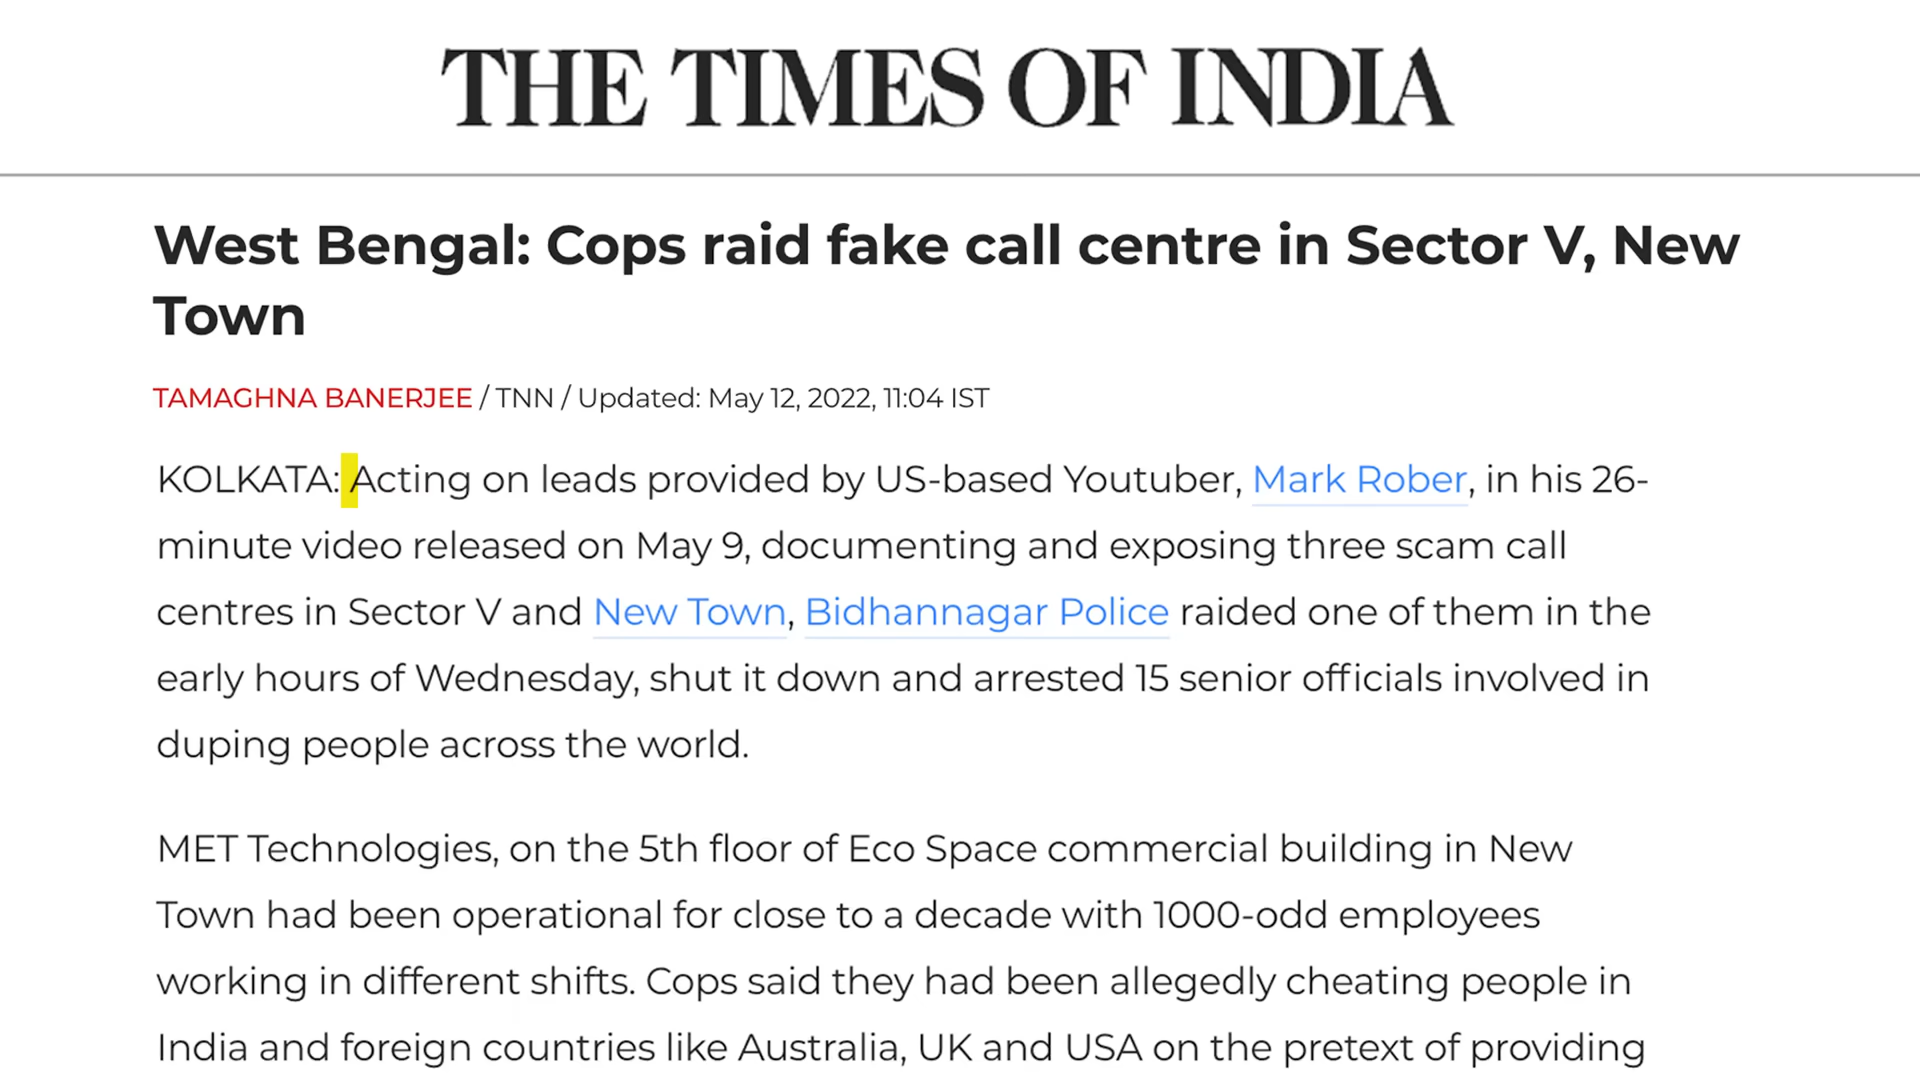 THE TIMES OF INDIA
West Bengal: Cops raid fake call centre in Sector V, New
Town
TAMAGHNA BANERJEE / TNN / Updated: May 12, 2022, 11:04 IST
KOLKATA: Acting on leads provided by US-based Youtuber, Mark Rober, in his 26-
minute video released on May 9, documenting and exposing three scam call
centres in Sector V and New Town, Bidhannagar Police raided one of them in the
early hours of Wednesday, shut it down and arrested 15 senior officials involved in
duping people across the world.
MET Technologies, on the 5th floor of Eco Space commercial building in New
Town had been operational for close to a decade with 1000-odd employees
working in different shifts. Cops said they had been allegedly cheating people in
India and foreign countries like Australia, UK and USA on the pretext of providing